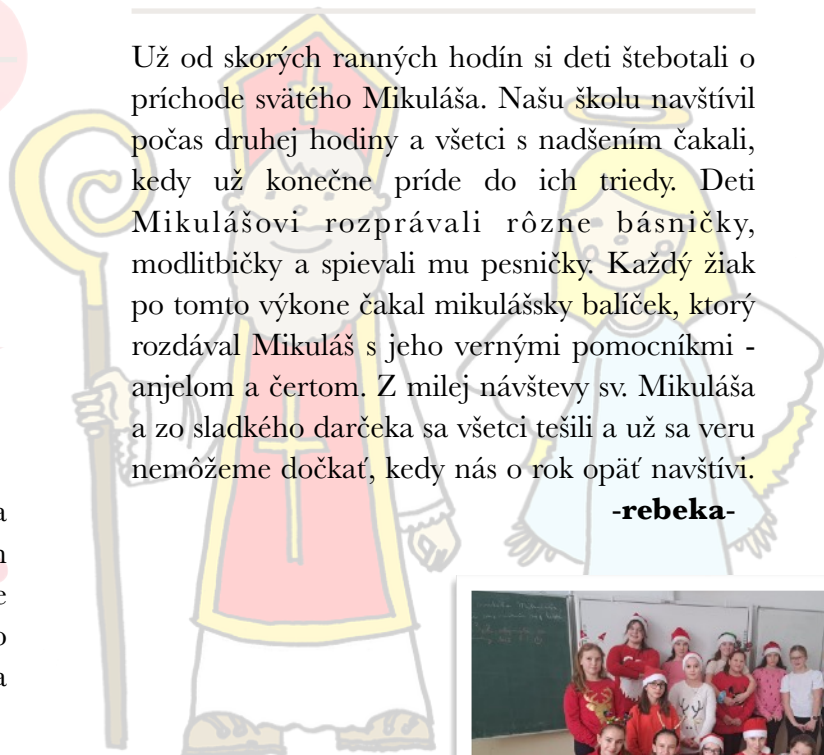 Už od skorých ranných hodín si deti štebotali o
príchode svätého Mikuláša. Našu školu navštívil
počas druhej hodiny a všetci s nadšením čakali,
kedy už konečne príde do ich triedy. Deti
Mikulášovi rozprávali rôzne básničky,
modlitbičky a spievali mu pesničky. Každý žiak
po tomto výkone čakal mikulášsky balíček, ktorý
rozdával Mikuláš s jeho vernými pomocníkmi -
anjelom a čertom. Z milej návštevy sv. Mikuláša
a zo sladkého darčeka sa všetci tešili a už sa veru
nemôžeme dočkať, kedy nás o rok opäť navštívi.
-rebeka-
a
e
o
a